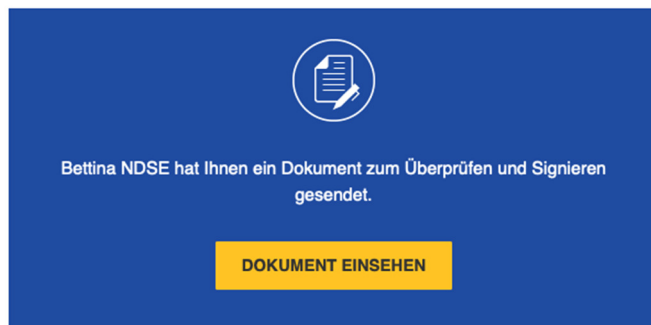 Bettina NDSE hat Ihnen ein Dokument zum Überprüfen und Signieren
gesendet.
DOKUMENT EINSEHEN